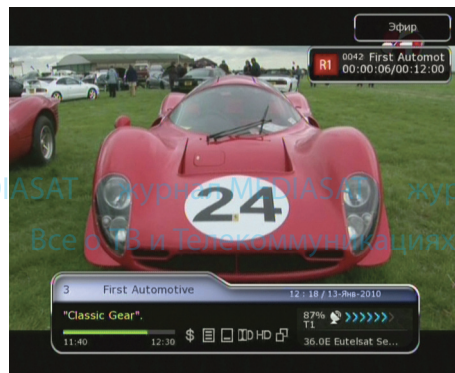 Эфир
R1 0042 First Automot
00:00:06/00:12:00
24
MEDIASAT журнал MEDIASAT жур
Все о ТВ и Телекоммуникациях
3 First Automotive
12 : 18 / 13-Янв-2010
"Classic Gear".
87%
T1
11:40 12:30 $ HD
36.0E Eutelsat Se...